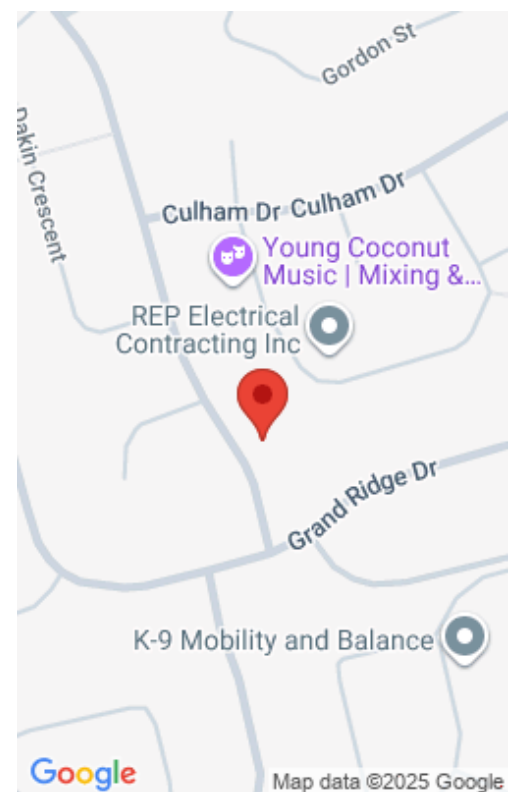 Gordon St
Dakin Crescent
Culham Dr Culham Dr
Young Coconut
Music | Mixing &...
REP Electrical
Contracting Inc
Grand Ridge Dr
K-9 Mobility and Balance
Google
Map data ©2025 Google